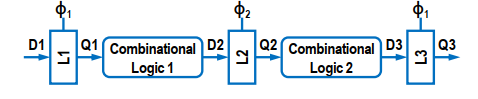 ϕ1 ϕ2 ϕ1
D1 L1 Q1 Combinational Logic 1 D2 L2 Q2 Combinational Logic 2 D3 L3 Q3